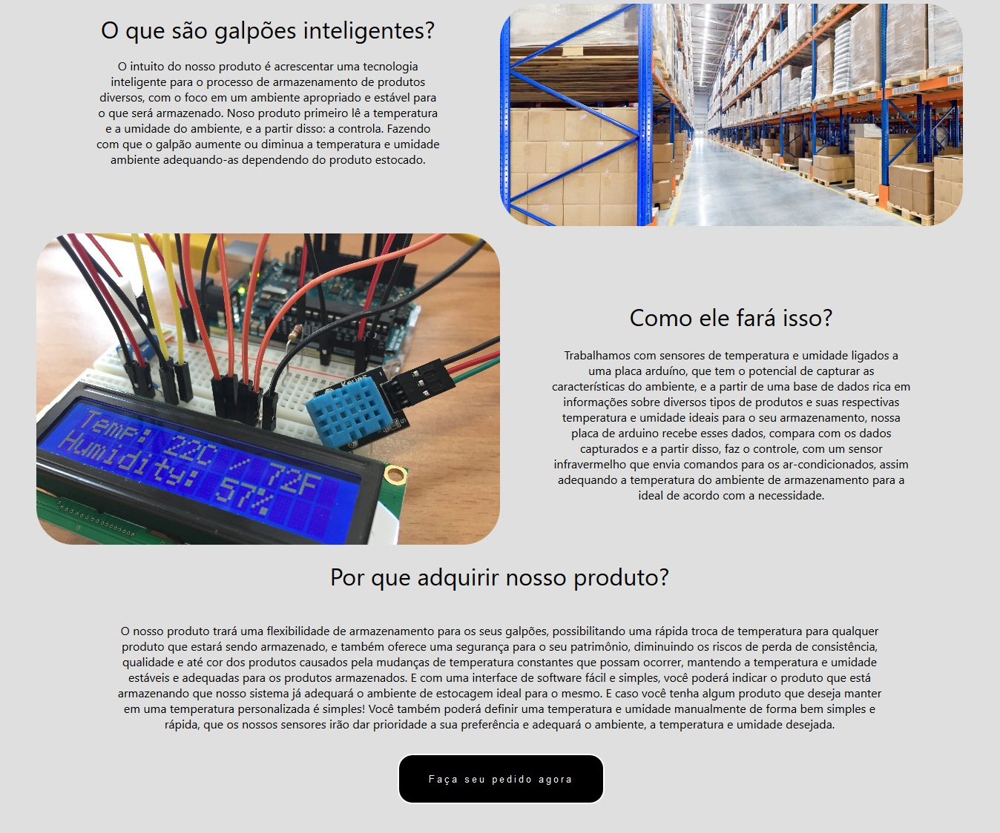 O que são galpões inteligentes?
O intuito do nosso produto é acrescentar uma tecnologia
inteligente para o processo de armazenamento de produtos
diversos, com o foco em um ambiente apropriado e estável para
o que será armazenado. Noso produto primeiro lê a temperatura
e a umidade do ambiente, e a partir disso: a controla. Fazendo
com que o galpão aumente ou diminua a temperatura e umidade
ambiente adequando-as dependendo do produto estocado.
Keyes
S
Temp: 22C / 72F
Humidity: 57%
Como ele fará isso?
Trabalhamos com sensores de temperatura e umidade ligados a
uma placa arduíno, que tem o potencial de capturar as
características do ambiente, e a partir de uma base de dados rica em
informações sobre diversos tipos de produtos e suas respectivas
temperatura e umidade ideais para o seu armazenamento, nossa
placa de arduino recebe esses dados, compara com os dados
capturados e a partir disso, faz o controle, com um sensor
infravermelho que envia comandos para os ar-condicionados, assim
adequando a temperatura do ambiente de armazenamento para a
ideal de acordo com a necessidade.
Por que adquirir nosso produto?
O nosso produto trará uma flexibilidade de armazenamento para os seus galpões, possibilitando uma rápida troca de temperatura para qualquer
produto que estará sendo armazenado, e também oferece uma segurança para o seu patrimônio, diminuindo os riscos de perda de consistência,
qualidade e até cor dos produtos causados pela mudanças de temperatura constantes que possam ocorrer, mantendo a temperatura e umidade
estáveis e adequadas para os produtos armazenados. E com uma interface de software fácil e simples, você poderá indicar o produto que está
armazenando que nosso sistema já adequará o ambiente de estocagem ideal para o mesmo. E caso você tenha algum produto que deseja manter
em uma temperatura personalizada é simples! Você também poderá definir uma temperatura e umidade manualmente de forma bem simples e
rápida, que os nossos sensores irão dar prioridade a sua preferência e adequará o ambiente, a temperatura e umidade desejada.
Faça seu pedido agora